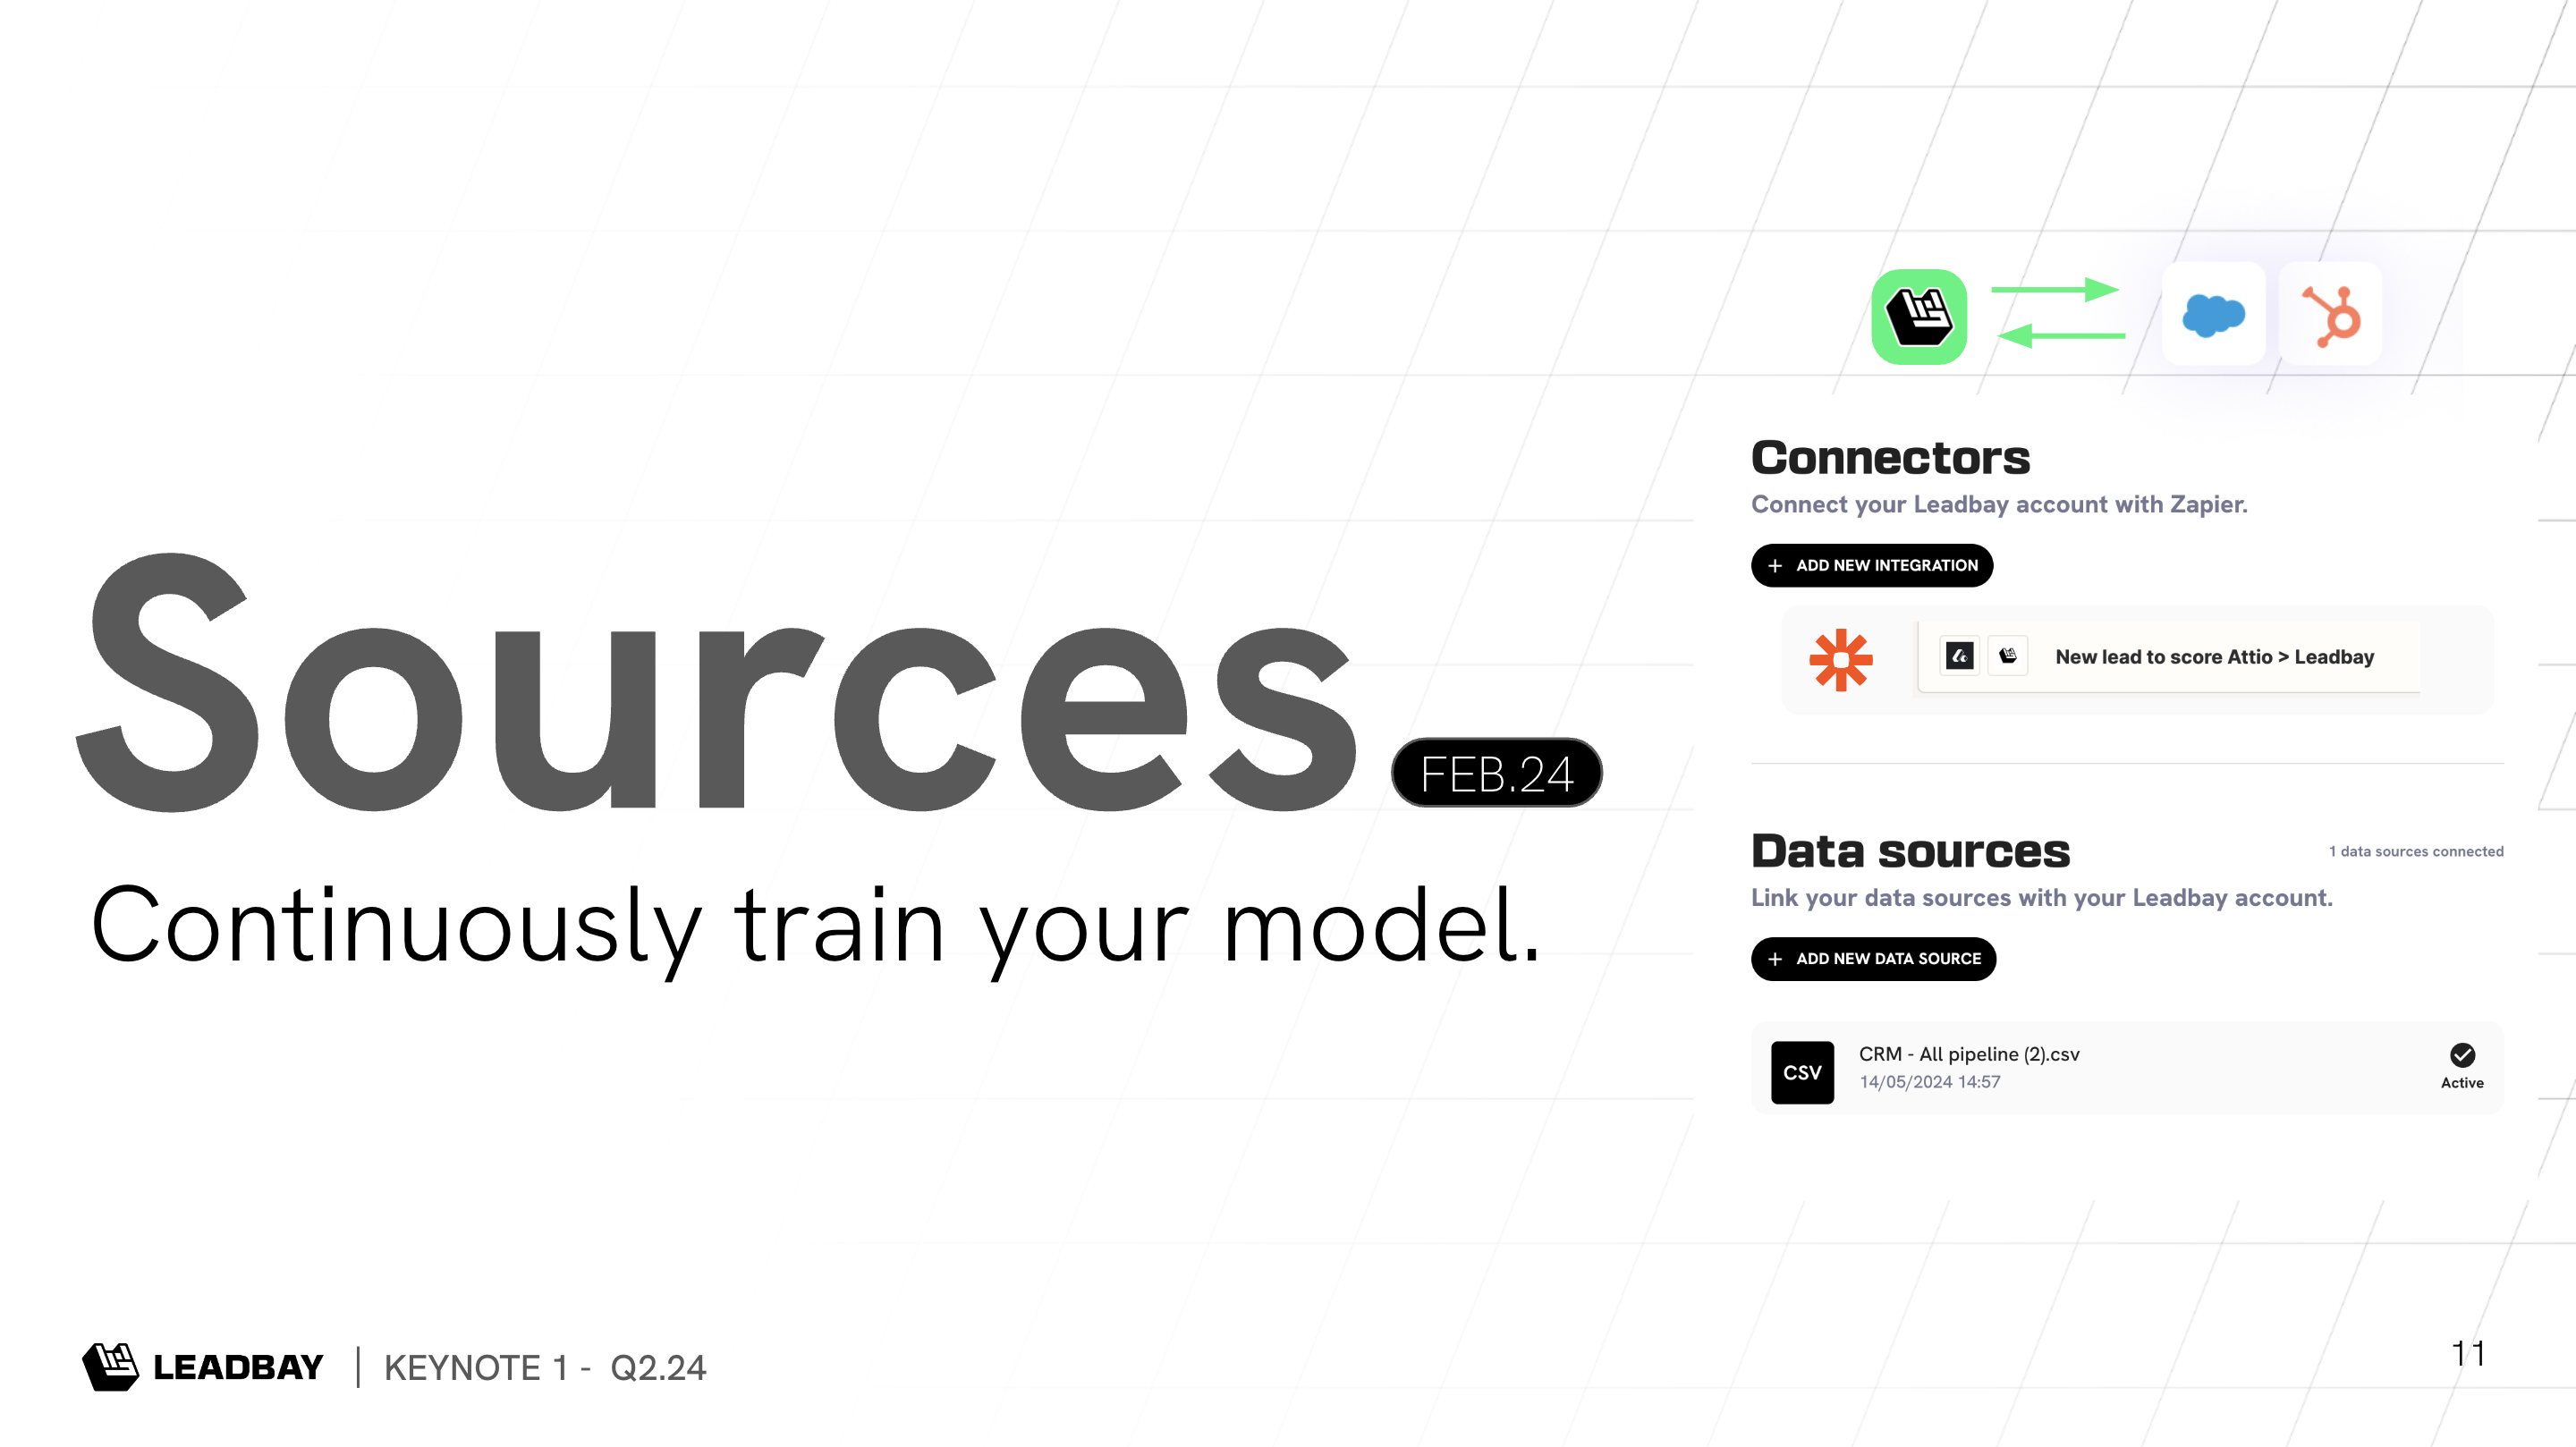 Sources
FEB.24
Continuously train your model.
Connectors
Connect your Leadbay account with Zapier.
+ ADD NEW INTEGRATION
New lead to score Attio > Leadbay
Data sources
1 data sources connected
Link your data sources with your Leadbay account.
+ ADD NEW DATA SOURCE
CSV
CRM - All pipeline (2).csv
14/05/2024 14:57
Active
LEADBAY | KEYNOTE 1 - Q2.24
11